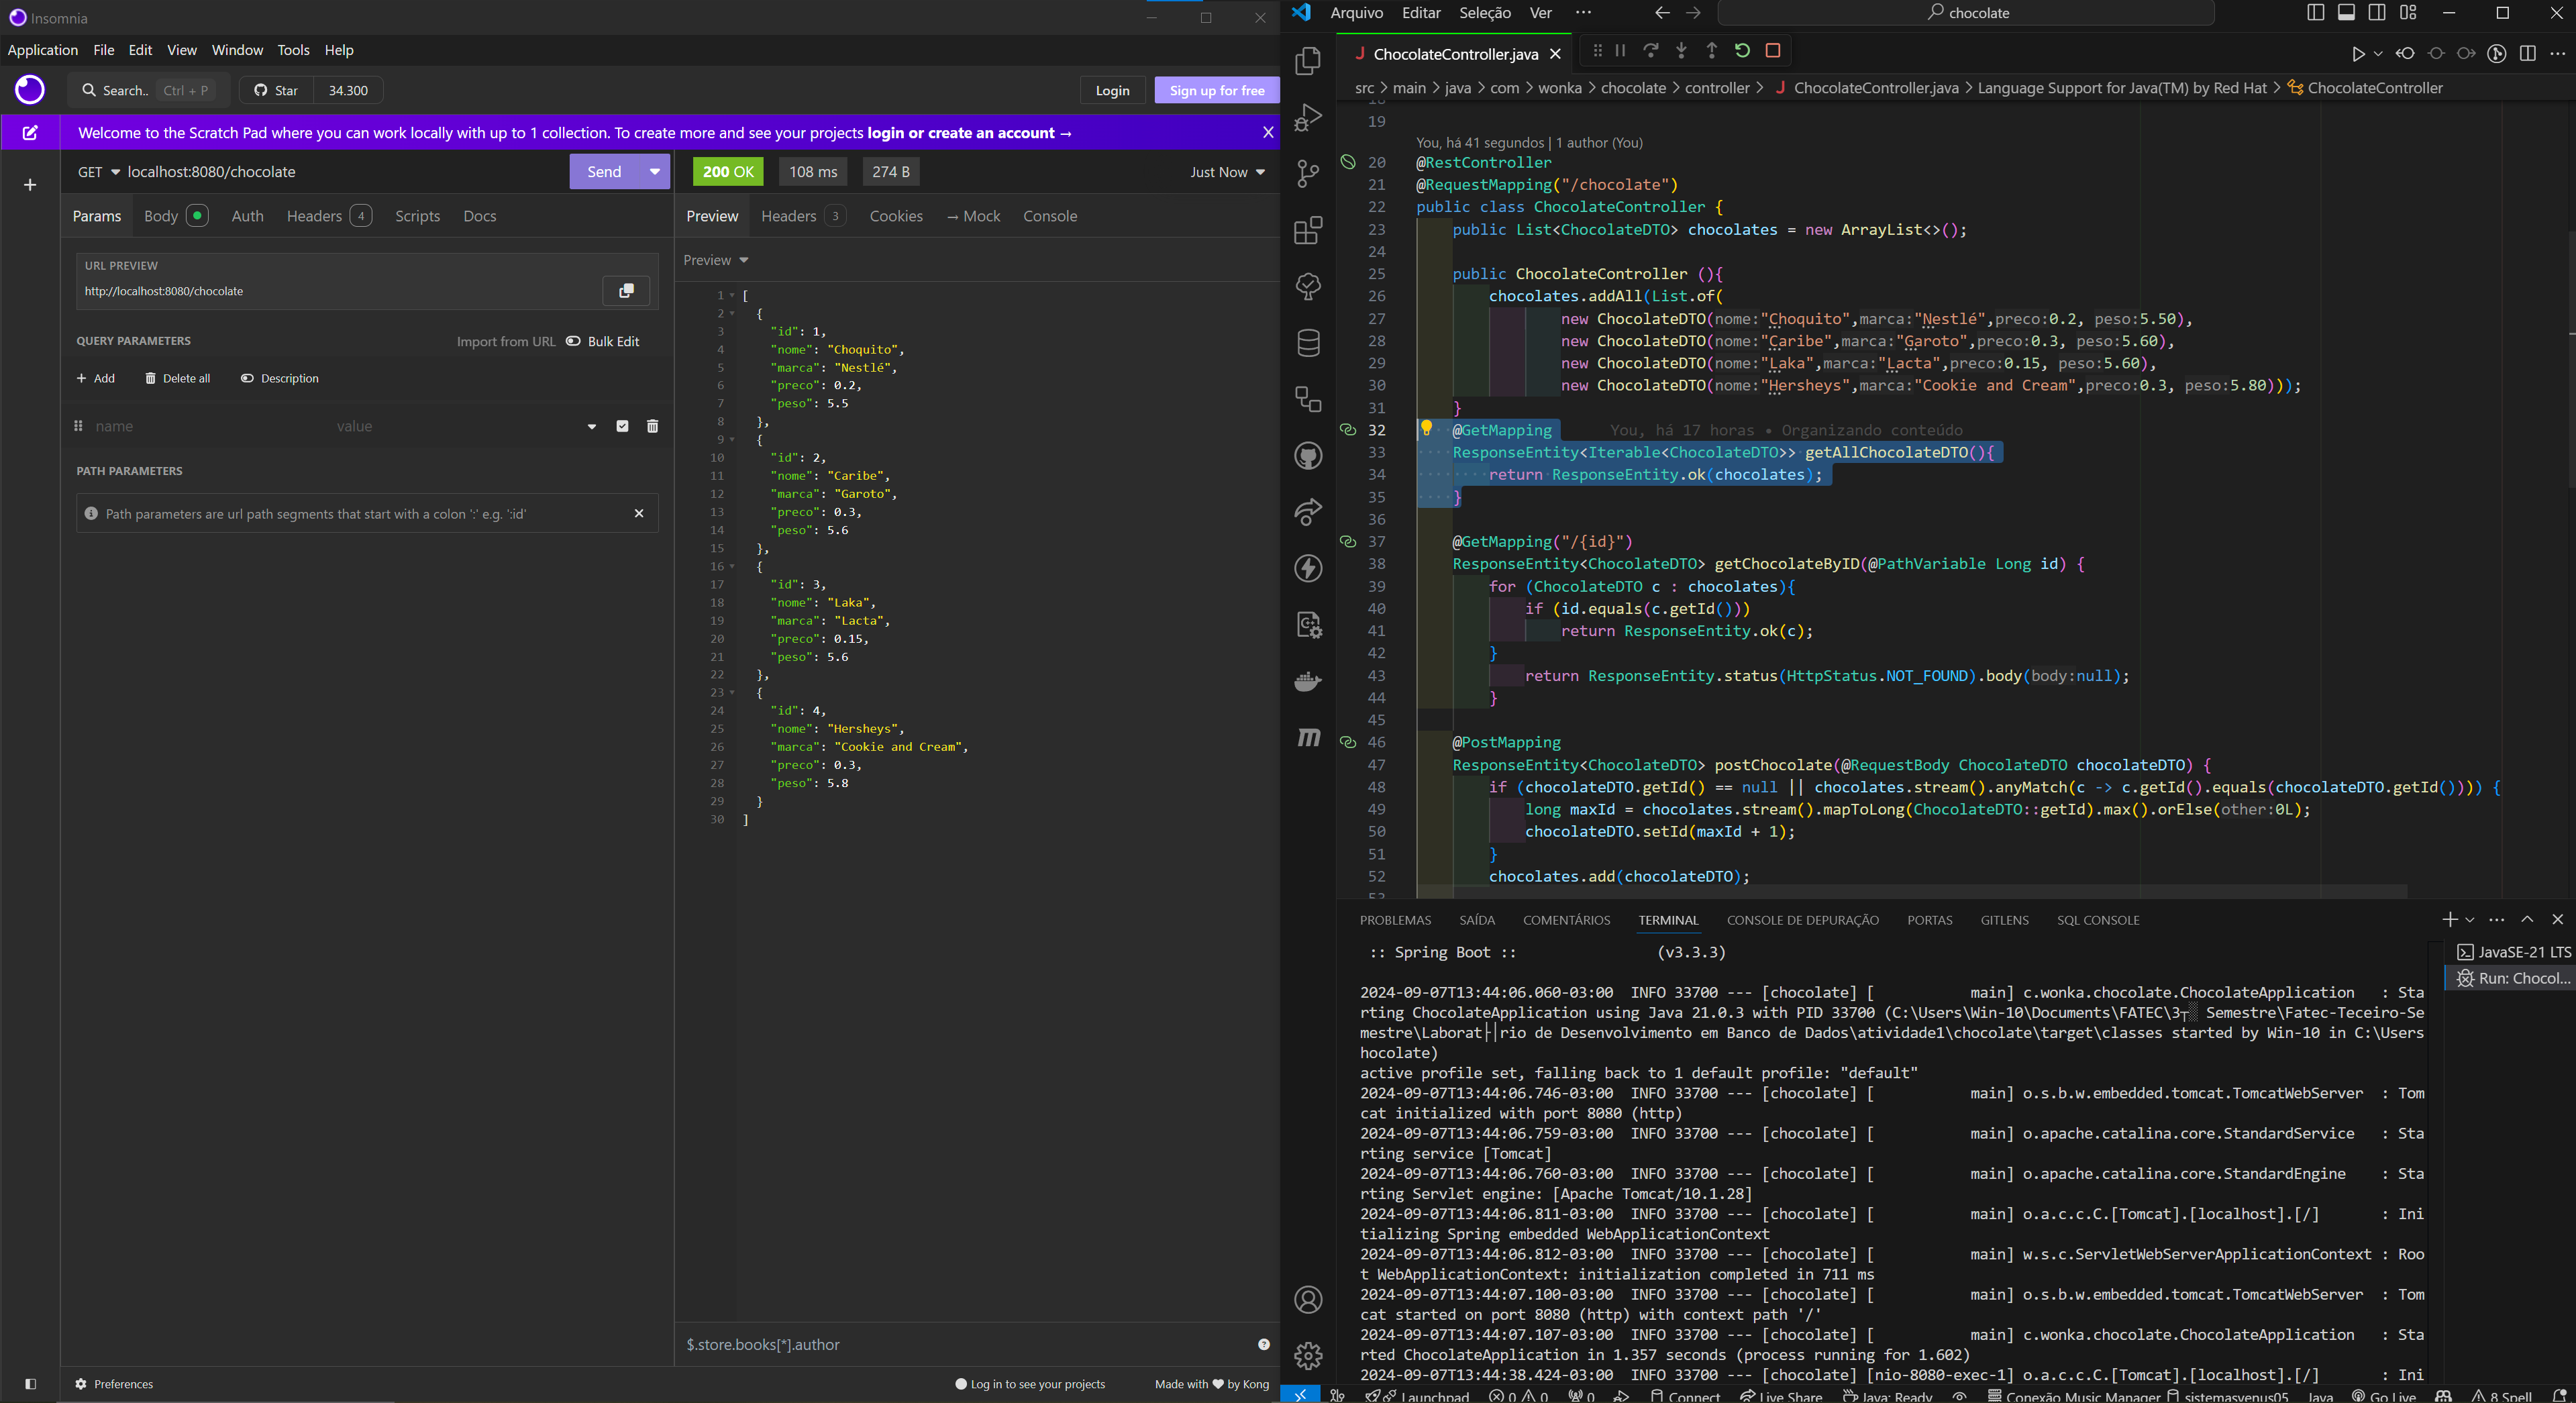 Insomnia
Application File Edit View Window Tools Help
Search.. Ctrl + P Star 34.300 Login Sign up for free
Welcome to the Scratch Pad where you can work locally with up to 1 collection. To create more and see your projects login or create an account →
GET localhost:8080/chocolate Send
Params Body Auth Headers 4 Scripts Docs
URL PREVIEW
http://localhost:8080/chocolate
QUERY PARAMETERS Import from URL Bulk Edit
+ Add Delete all Description
name value
PATH PARAMETERS
Path parameters are url path segments that start with a colon ':' e.g. ':id'
200 OK 108 ms 274 B Just Now
Preview Headers 3 Cookies → Mock Console
Preview
1 [
2 {
3 "id": 1,
4 "nome": "Choquito",
5 "marca": "Nestlé",
6 "preco": 0.2,
7 "peso": 5.5
8 },
9 {
10 "id": 2,
11 "nome": "Caribe",
12 "marca": "Garoto",
13 "preco": 0.3,
14 "peso": 5.6
15 },
16 {
17 "id": 3,
18 "nome": "Laka",
19 "marca": "Lacta",
20 "preco": 0.15,
21 "peso": 5.6
22 },
23 {
24 "id": 4,
25 "nome": "Hersheys",
26 "marca": "Cookie and Cream",
27 "preco": 0.3,
28 "peso": 5.8
29 }
30 ]
$.store.books[*].author
Preferences Log in to see your projects Made with ♥ by Kong
Arquivo Editar Seleção Ver ··· chocolate
J ChocolateController.java
src > main > java > com > wonka > chocolate > controller > J ChocolateController.java > Language Support for Java(TM) by Red Hat > ChocolateController
18
19
You, há 41 segundos | 1 author (You)
20 @RestController
21 @RequestMapping("/chocolate")
22 public class ChocolateController {
23 public List<ChocolateDTO> chocolates = new ArrayList<>();
24
25 public ChocolateController (){
26 chocolates.addAll(List.of(
27 new ChocolateDTO(nome:"Choquito",marca:"Nestlé",preco:0.2, peso:5.50),
28 new ChocolateDTO(nome:"Caribe",marca:"Garoto",preco:0.3, peso:5.60),
29 new ChocolateDTO(nome:"Laka",marca:"Lacta",preco:0.15, peso:5.60),
30 new ChocolateDTO(nome:"Hersheys",marca:"Cookie and Cream",preco:0.3, peso:5.80)));
31 }
32 @GetMapping You, há 17 horas • Organizando conteúdo
33 ResponseEntity<Iterable<ChocolateDTO>> getAllChocolateDTO(){
34 return ResponseEntity.ok(chocolates);
35 }
36
37 @GetMapping("/{id}")
38 ResponseEntity<ChocolateDTO> getChocolateByID(@PathVariable Long id) {
39 for (ChocolateDTO c : chocolates){
40 if (id.equals(c.getId()))
41 return ResponseEntity.ok(c);
42 }
43 return ResponseEntity.status(HttpStatus.NOT_FOUND).body(body:null);
44 }
45
46 @PostMapping
47 ResponseEntity<ChocolateDTO> postChocolate(@RequestBody ChocolateDTO chocolateDTO) {
48 if (chocolateDTO.getId() == null || chocolates.stream().anyMatch(c -> c.getId().equals(chocolateDTO.getId()))) {
49 long maxId = chocolates.stream().mapToLong(ChocolateDTO::getId).max().orElse(other:0L);
50 chocolateDTO.setId(maxId + 1);
51 }
52 chocolates.add(chocolateDTO);
53
PROBLEMAS SAÍDA COMENTÁRIOS TERMINAL CONSOLE DE DEPURAÇÃO PORTAS GITLENS SQL CONSOLE
JavaSE-21 LTS
Run: Chocol...
:: Spring Boot :: (v3.3.3)
2024-09-07T13:44:06.060-03:00 INFO 33700 --- [chocolate] [ main] c.wonka.chocolate.ChocolateApplication : Sta
rting ChocolateApplication using Java 21.0.3 with PID 33700 (C:\Users\Win-10\Documents\FATEC\3┬░ Semestre\Fatec-Teceiro-Se
mestre\Laborat├│rio de Desenvolvimento em Banco de Dados\atividade1\chocolate\target\classes started by Win-10 in C:\Users
hocolate)
active profile set, falling back to 1 default profile: "default"
2024-09-07T13:44:06.746-03:00 INFO 33700 --- [chocolate] [ main] o.s.b.w.embedded.tomcat.TomcatWebServer : Tom
cat initialized with port 8080 (http)
2024-09-07T13:44:06.759-03:00 INFO 33700 --- [chocolate] [ main] o.apache.catalina.core.StandardService : Sta
rting service [Tomcat]
2024-09-07T13:44:06.760-03:00 INFO 33700 --- [chocolate] [ main] o.apache.catalina.core.StandardEngine : Sta
rting Servlet engine: [Apache Tomcat/10.1.28]
2024-09-07T13:44:06.811-03:00 INFO 33700 --- [chocolate] [ main] o.a.c.c.C.[Tomcat].[localhost].[/] : Ini
tializing Spring embedded WebApplicationContext
2024-09-07T13:44:06.812-03:00 INFO 33700 --- [chocolate] [ main] w.s.c.ServletWebServerApplicationContext : Roo
t WebApplicationContext: initialization completed in 711 ms
2024-09-07T13:44:07.100-03:00 INFO 33700 --- [chocolate] [ main] o.s.b.w.embedded.tomcat.TomcatWebServer : Tom
cat started on port 8080 (http) with context path '/'
2024-09-07T13:44:07.107-03:00 INFO 33700 --- [chocolate] [ main] c.wonka.chocolate.ChocolateApplication : Sta
rted ChocolateApplication in 1.357 seconds (process running for 1.602)
2024-09-07T13:44:38.424-03:00 INFO 33700 --- [chocolate] [nio-8080-exec-1] o.a.c.c.C.[Tomcat].[localhost].[/] : Ini
Launchpad 0 0 0 Connect Live Share Java: Ready Conexão Music Manager sistemasvenus05 Java Go Live 8 Spell